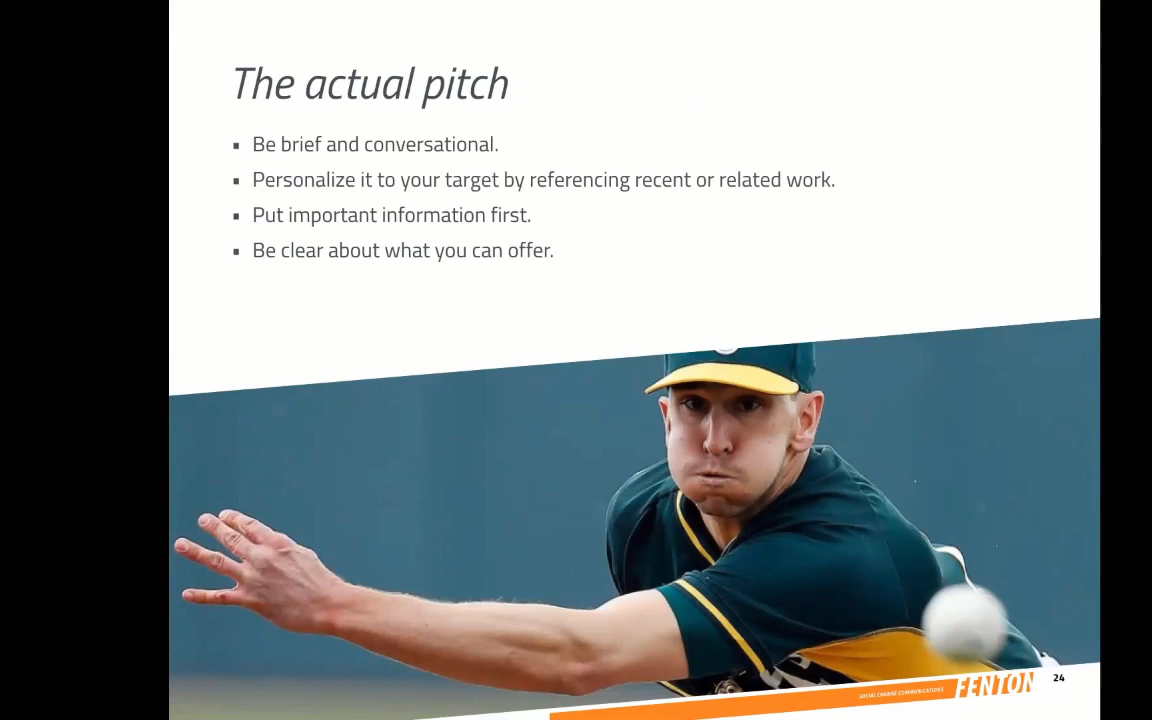 The actual pitch
Be brief and conversational.
Personalize it to your target by referencing recent or related work.
Put important information first.
Be clear about what you can offer.
SOCIAL CHANGE COMMUNICATIONS
FENTON
24